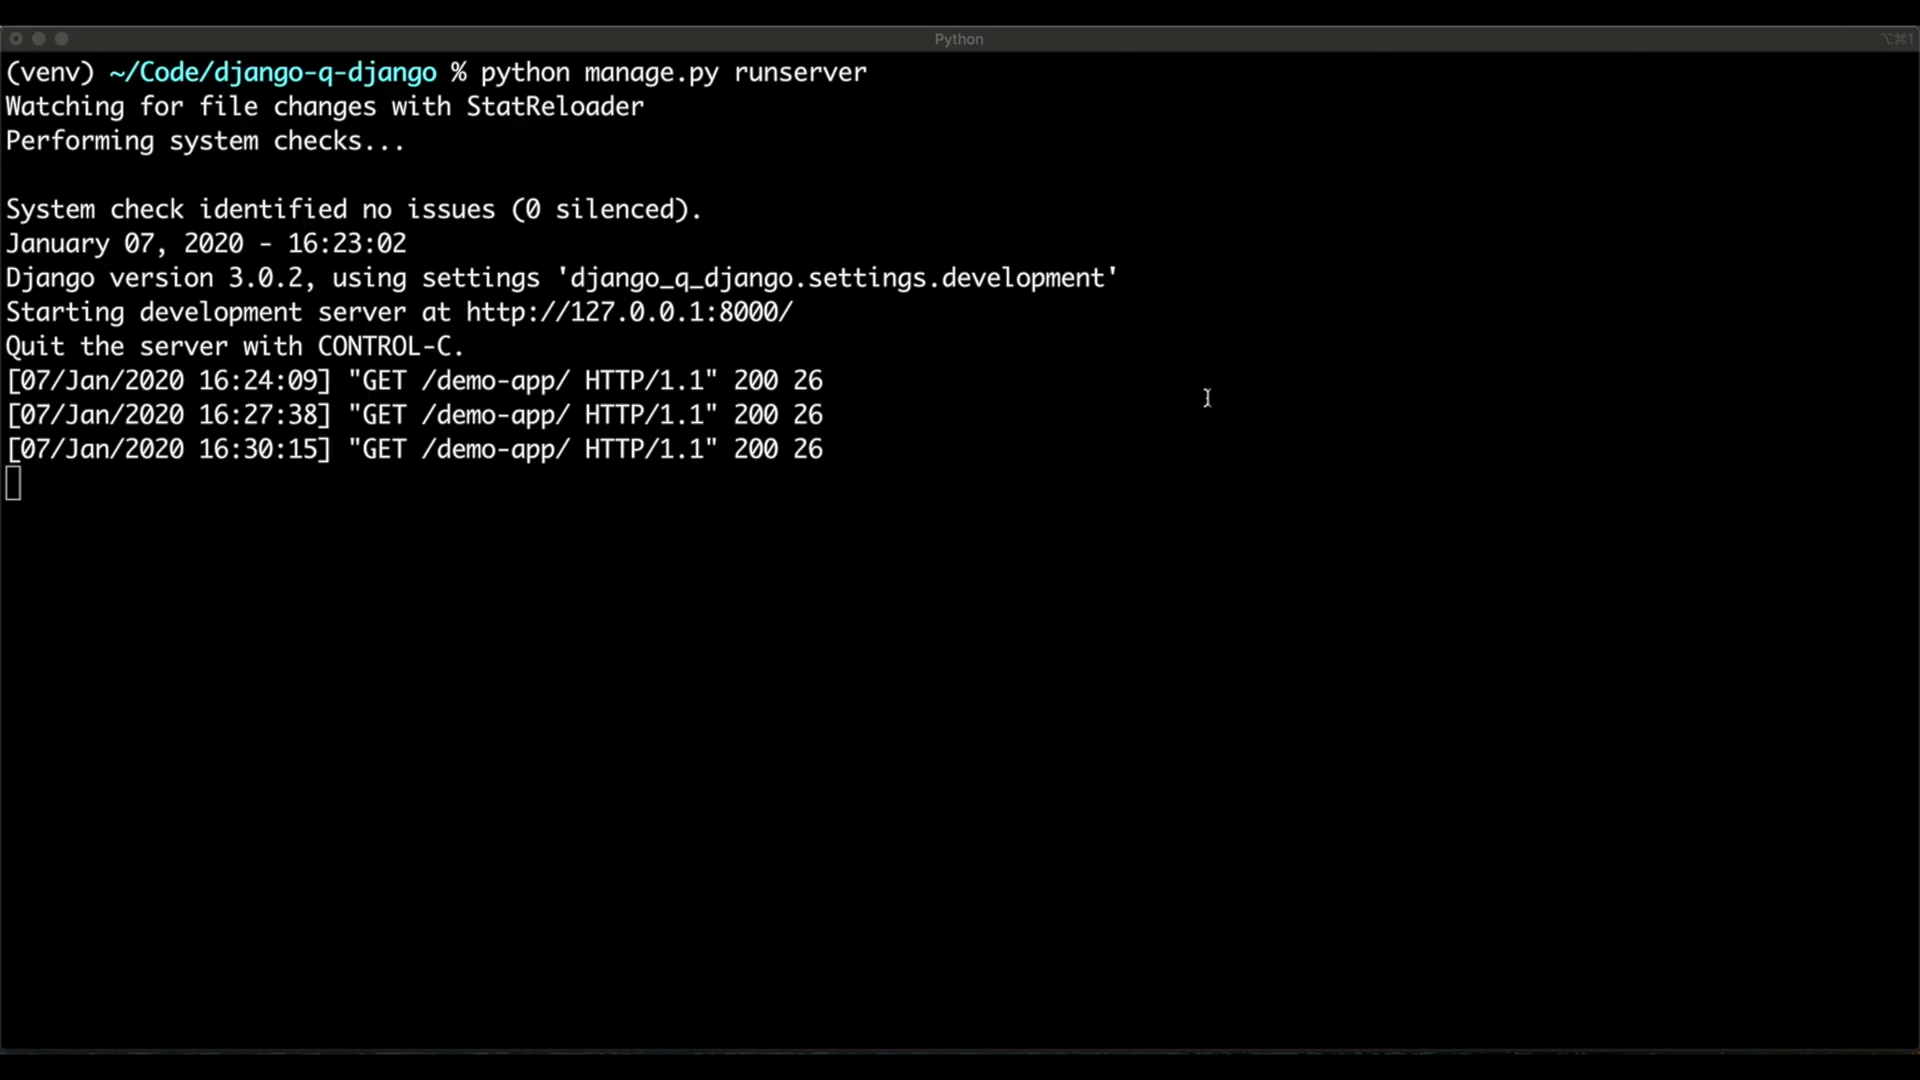 Python
⌥⌘1
(venv) ~/Code/django-q-django % python manage.py runserver
Watching for file changes with StatReloader
Performing system checks...
System check identified no issues (0 silenced).
January 07, 2020 - 16:23:02
Django version 3.0.2, using settings 'django_q_django.settings.development'
Starting development server at http://127.0.0.1:8000/
Quit the server with CONTROL-C.
[07/Jan/2020 16:24:09] "GET /demo-app/ HTTP/1.1" 200 26
[07/Jan/2020 16:27:38] "GET /demo-app/ HTTP/1.1" 200 26
[07/Jan/2020 16:30:15] "GET /demo-app/ HTTP/1.1" 200 26